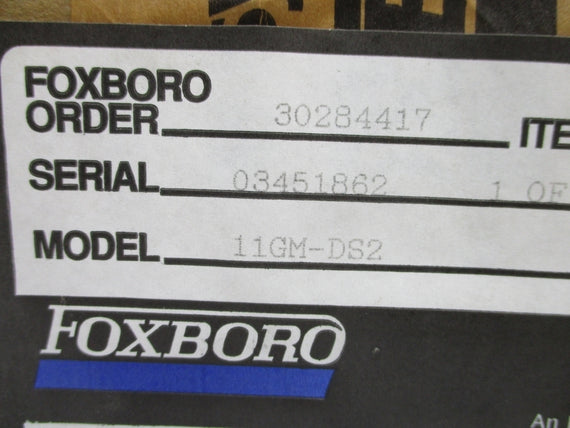 FOXBORO
ORDER 30284417 ITE
SERIAL 03451862 1 OF
MODEL 11GM-DS2
FOXBORO
An